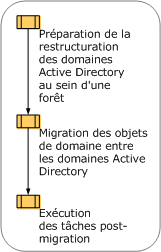 Préparation de la
restructuration
des domaines
Active Directory
au sein d'une
forêt
Migration des objets
de domaine entre
les domaines Active
Directory
Exécution
des tâches post-
migration